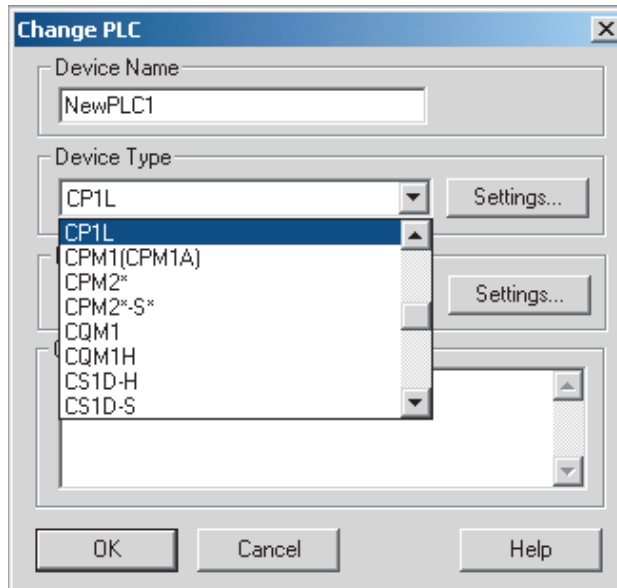 Change PLC
Device Name
NewPLC1
Device Type
CP1L
Settings...
CP1L
CPM1(CPM1A)
CPM2*
CPM2*-S*
Settings...
CQM1
CQM1H
CS1D-H
CS1D-S
OK Cancel Help